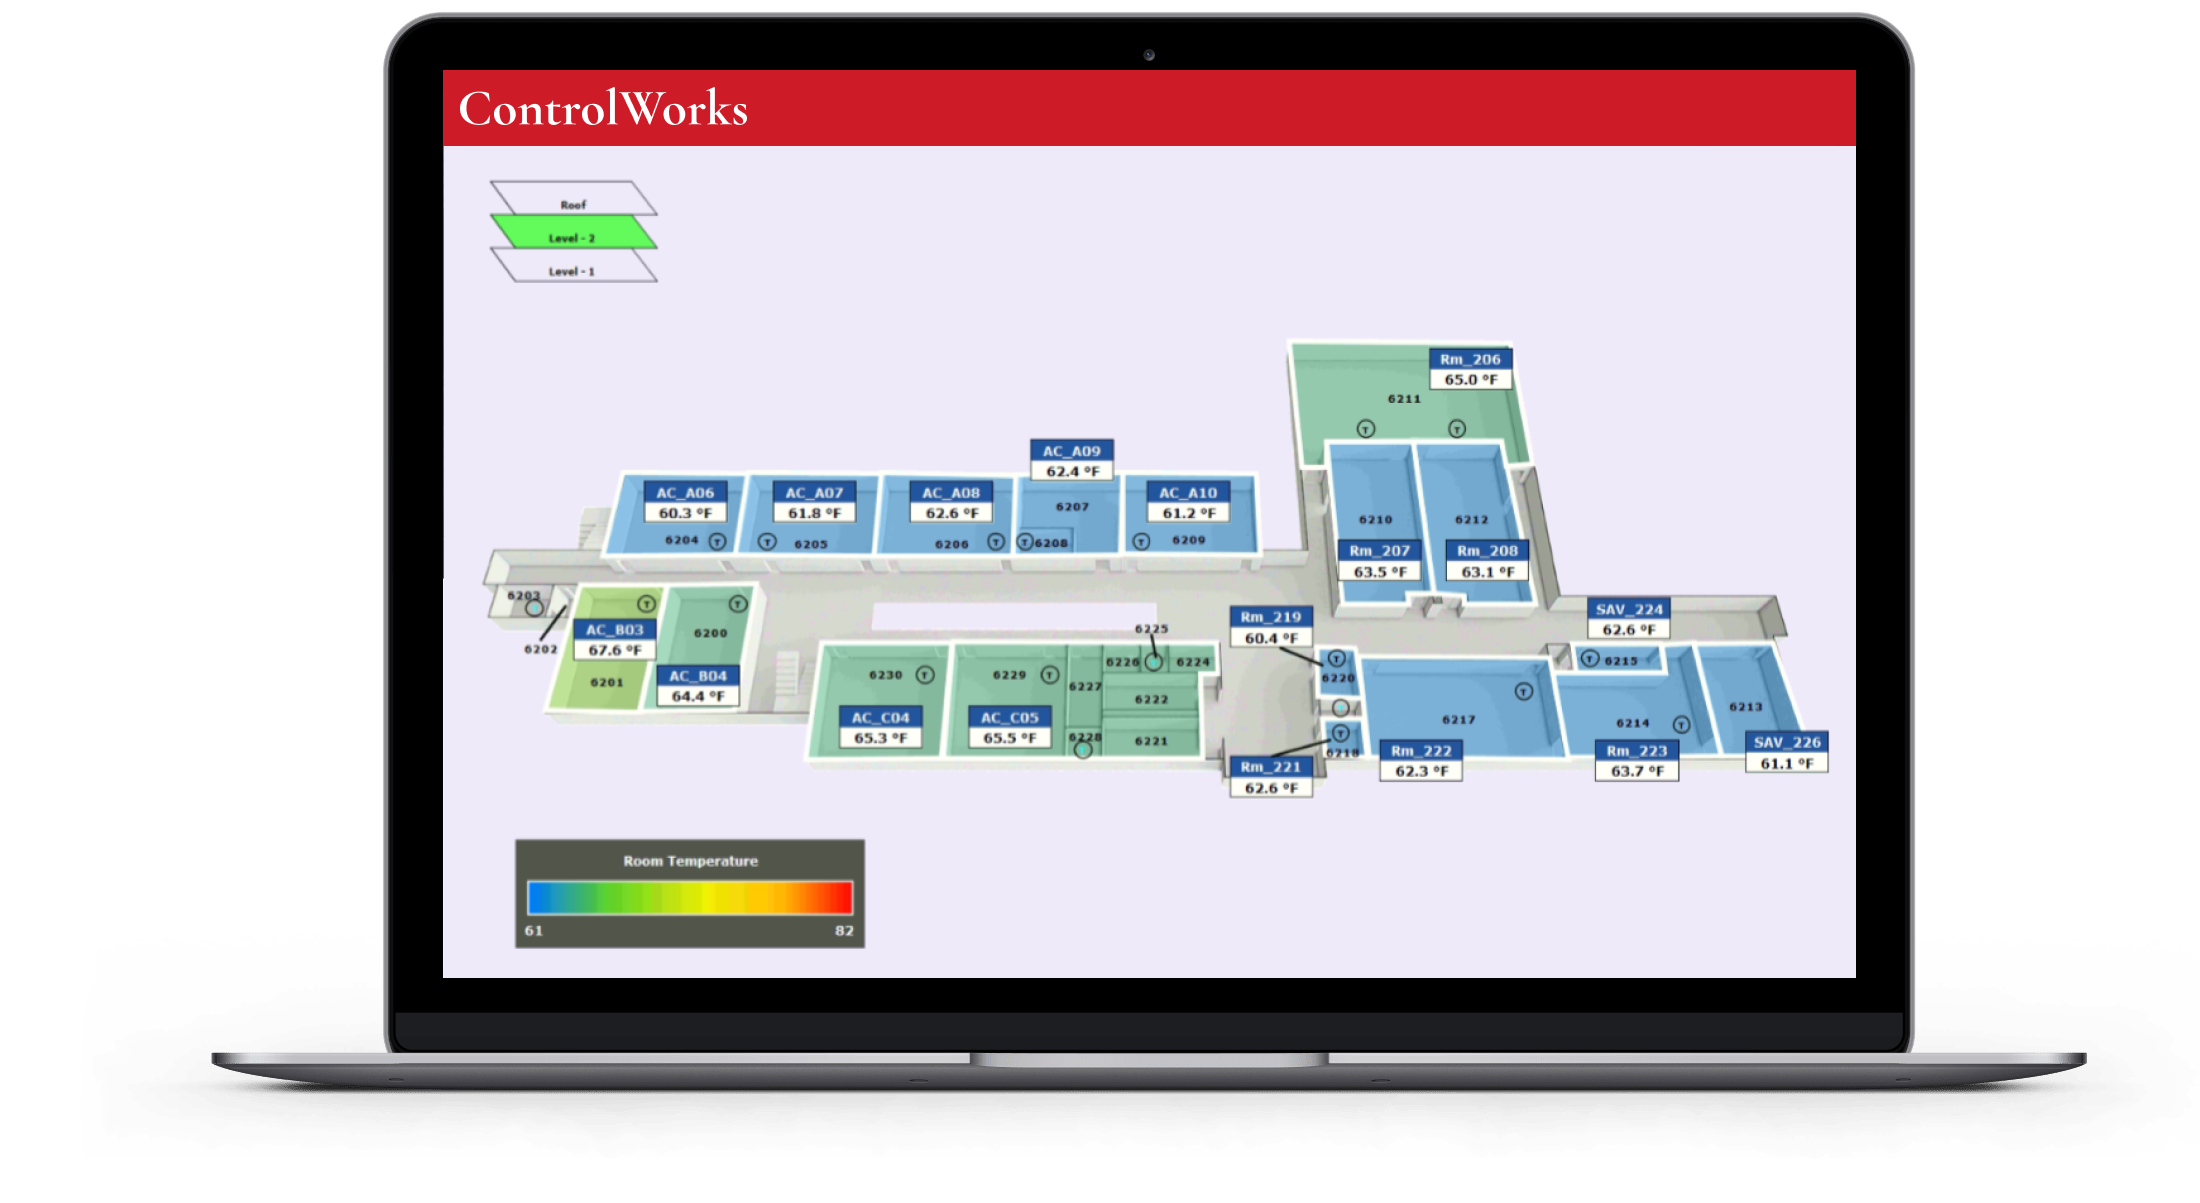 ControlWorks
Roof
Level - 2
Level - 1
Rm_206
65.0 °F
6211
T
T
AC_A09
62.4 °F
AC_A06
60.3 °F
AC_A07
61.8 °F
AC_A08
62.6 °F
6207
AC_A10
61.2 °F
6204
T
T
6205
6206
T
T
6208
T
6209
6210
6212
Rm_207
63.5 °F
Rm_208
63.1 °F
6203
6202
T
AC_B03
67.6 °F
6201
T
6200
AC_B04
64.4 °F
6225
Rm_219
60.4 °F
SAV_224
62.6 °F
6230
T
6229
T
6227
6226
6224
6222
6228
6221
AC_C04
65.3 °F
AC_C05
65.5 °F
T
6220
T
6218
Rm_221
62.6 °F
T
6217
Rm_222
62.3 °F
T
6215
6214
T
Rm_223
63.7 °F
6213
SAV_226
61.1 °F
Room Temperature
61
82